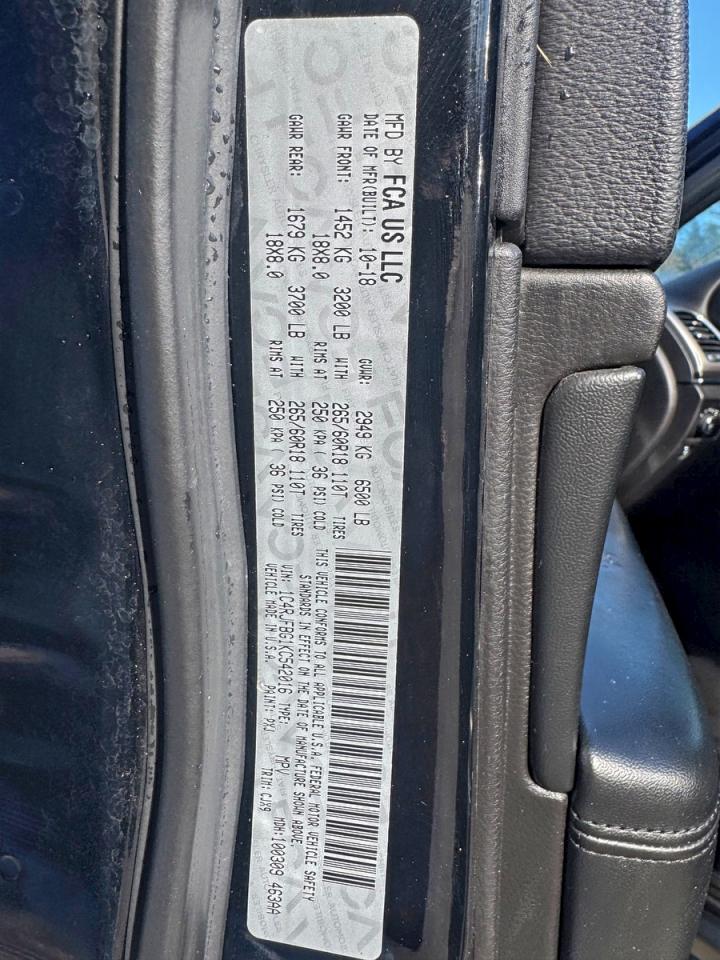 MFD BY FCA US LLC
DATE OF MFR(BUILT): 10-18 GVWR: 2949 KG 6500 LB
GAWR FRONT: 1452 KG 3200 LB WITH 265/60R18 110T TIRES
18X8.0 RIMS AT 250 KPA ( 36 PSI) COLD
GAWR REAR: 1679 KG 3700 LB WITH 265/60R18 110T TIRES
18X8.0 RIMS AT 250 KPA ( 36 PSI) COLD
THIS VEHICLE CONFORMS TO ALL APPLICABLE U.S.A. FEDERAL MOTOR VEHICLE SAFETY
STANDARDS IN EFFECT ON THE DATE OF MANUFACTURE SHOWN ABOVE.
VIN: 1C4RJFBG1KC542016 TYPE: MPV MDH:100309 463AA
VEHICLE MADE IN U.S.A. PAINT: PXJ TRIM:CJX9